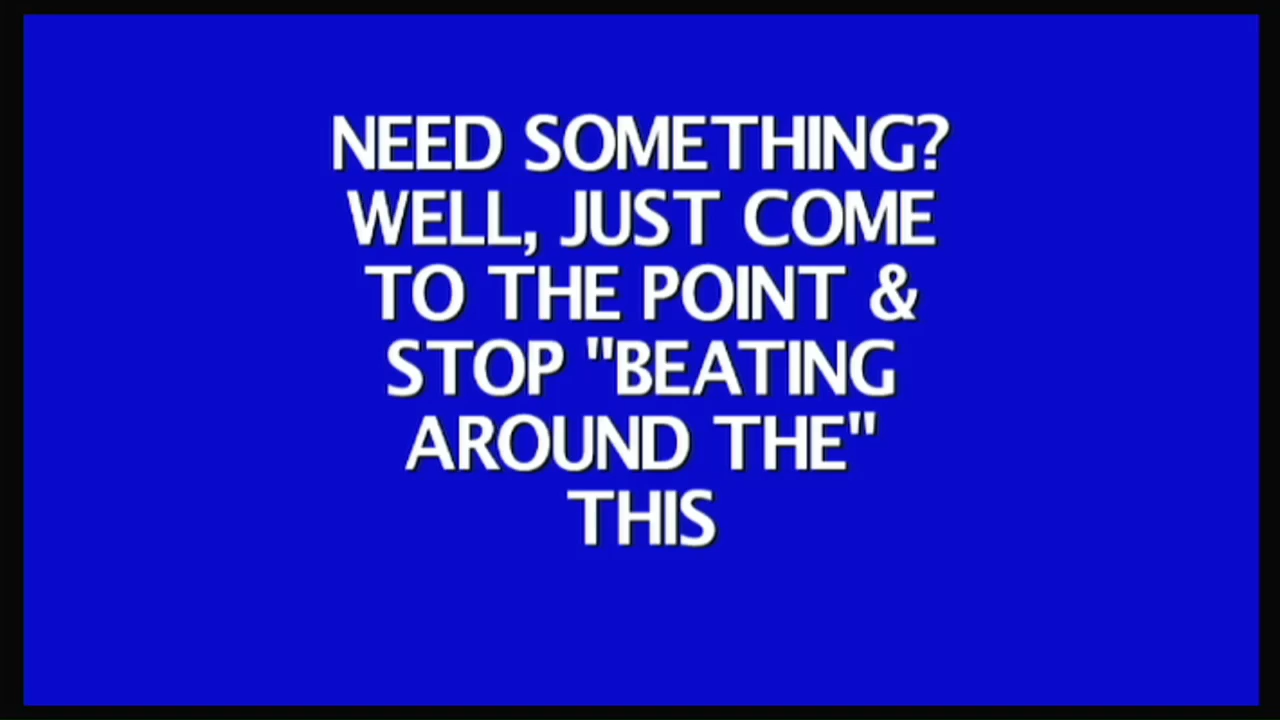 NEED SOMETHING?
WELL, JUST COME
TO THE POINT &
STOP "BEATING
AROUND THE"
THIS